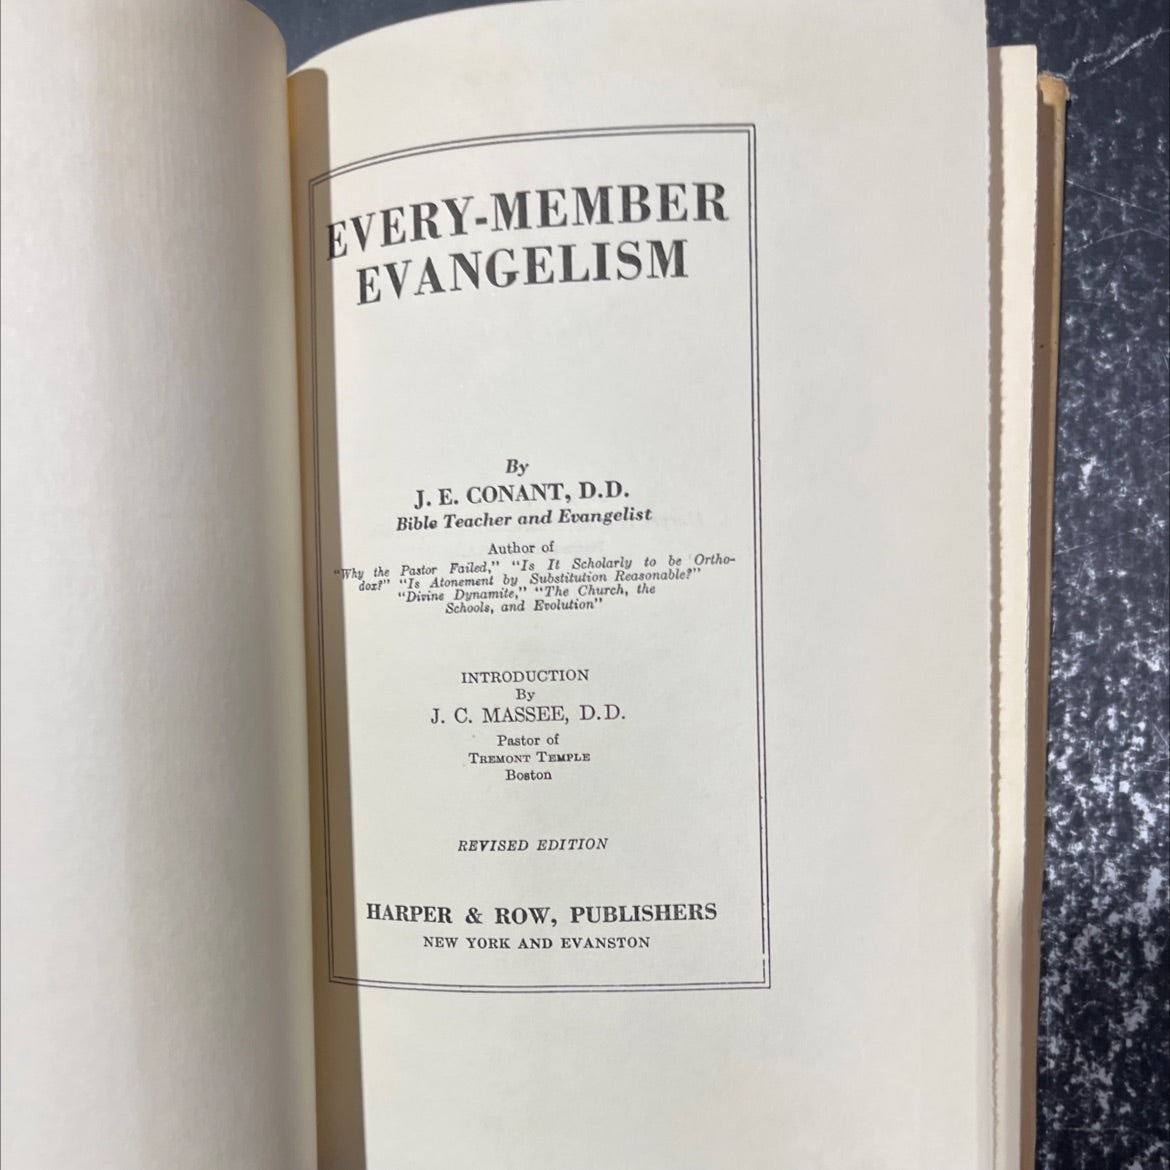 EVERY-MEMBER
EVANGELISM
By
J. E. CONANT, D.D.
Bible Teacher and Evangelist
Author of
"Why the Pastor Failed," "Is It Scholarly to be Ortho-
dox?" "Is Atonement by Substitution Reasonable?"
"Divine Dynamite," "The Church, the
Schools, and Evolution"
INTRODUCTION
By
J. C. MASSEE, D.D.
Pastor of
TREMONT TEMPLE
Boston
REVISED EDITION
HARPER & ROW, PUBLISHERS
NEW YORK AND EVANSTON